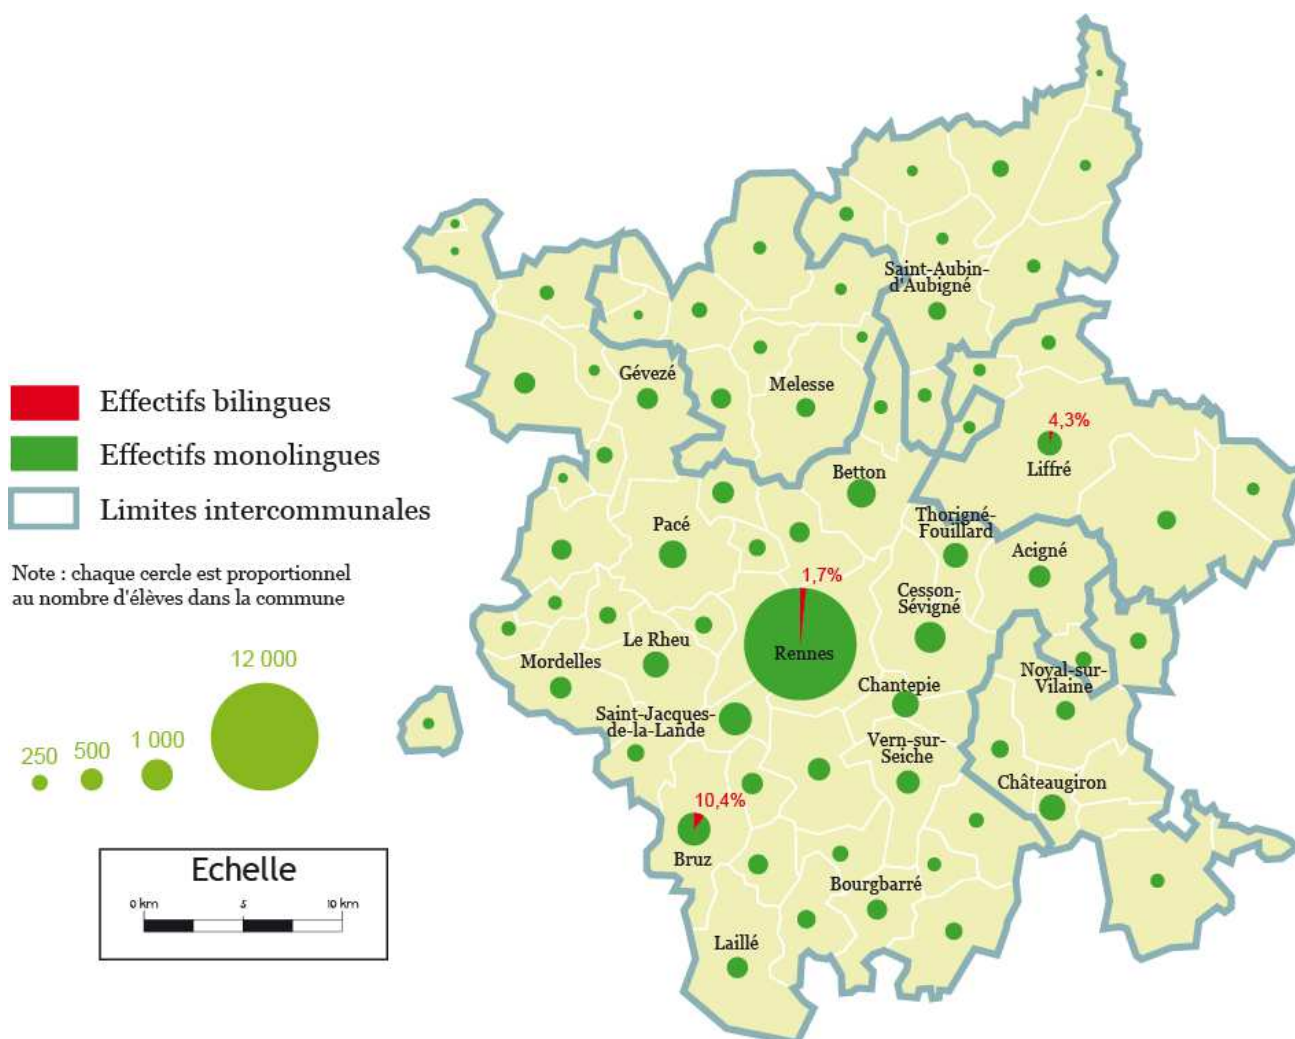 Effectifs bilingues
Effectifs monolingues
Limites intercommunales
Note : chaque cercle est proportionnel
au nombre d'élèves dans la commune
12 000
1 000
500
250
Echelle
0 km
5
10 km
Saint-Aubin-
d'Aubigné
Gévezé
Melesse
4,3%
Liffré
Betton
Thorigné-
Fouillard
Pacé
Acigné
1,7%
Cesson-
Sévigné
Rennes
Le Rheu
Mordelles
Noyal-sur-
Vilaine
Chantepie
Saint-Jacques-
de-la-Lande
Vern-sur-
Seiche
Châteaugiron
10,4%
Bruz
Bourgbarré
Laillé